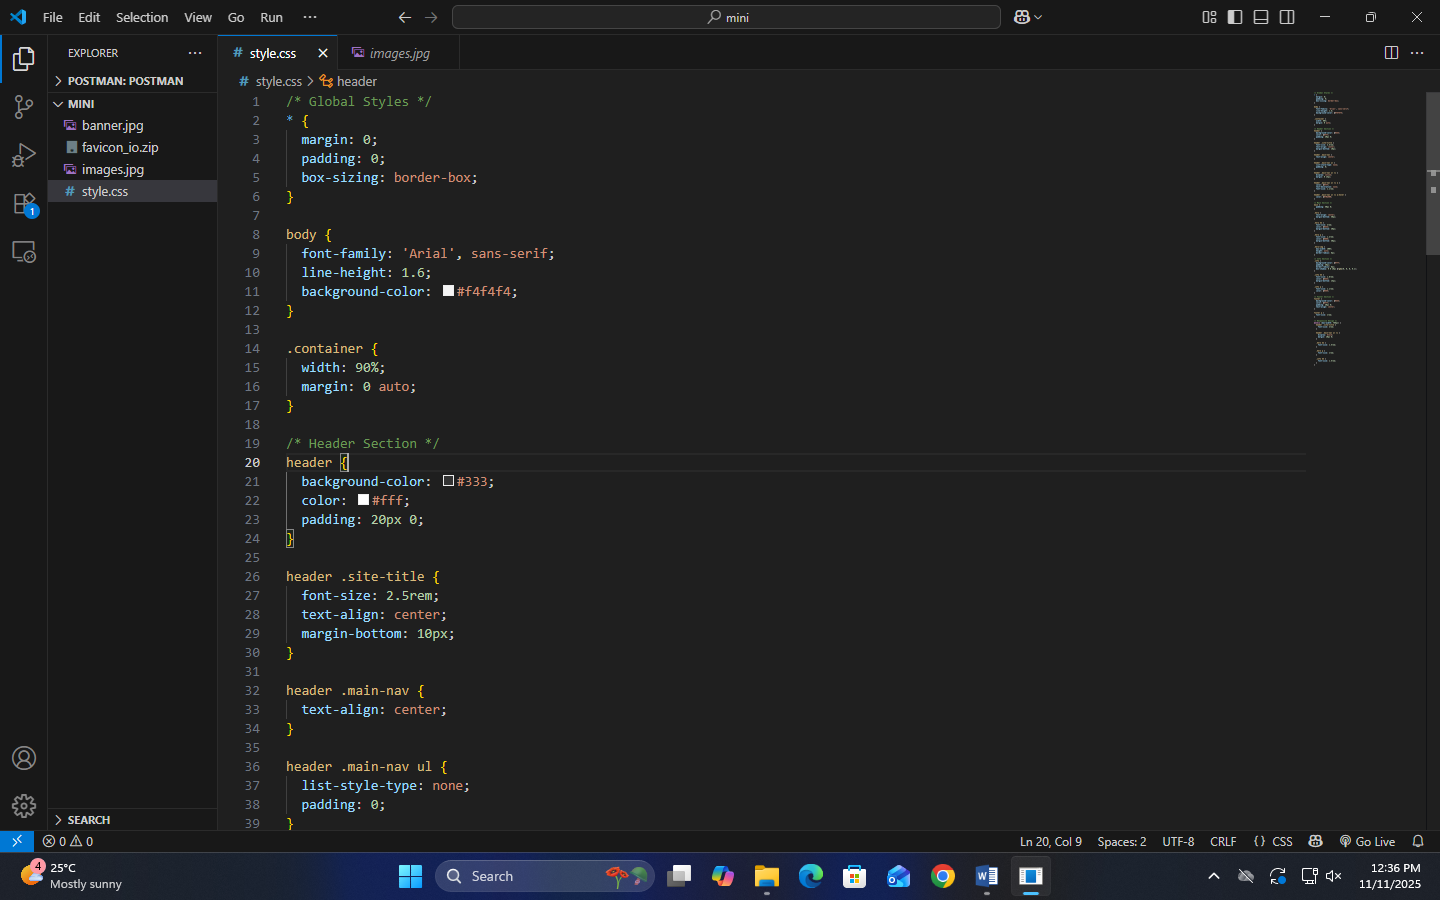 File Edit Selection View Go Run ···
mini
EXPLORER ···
POSTMAN: POSTMAN
MINI
banner.jpg
favicon_io.zip
images.jpg
# style.css
1
SEARCH
# style.css
images.jpg
# style.css > header
1 /* Global Styles */
2 * {
3 margin: 0;
4 padding: 0;
5 box-sizing: border-box;
6 }
7
8 body {
9 font-family: 'Arial', sans-serif;
10 line-height: 1.6;
11 background-color: #f4f4f4;
12 }
13
14 .container {
15 width: 90%;
16 margin: 0 auto;
17 }
18
19 /* Header Section */
20 header {
21 background-color: #333;
22 color: #fff;
23 padding: 20px 0;
24 }
25
26 header .site-title {
27 font-size: 2.5rem;
28 text-align: center;
29 margin-bottom: 10px;
30 }
31
32 header .main-nav {
33 text-align: center;
34 }
35
36 header .main-nav ul {
37 list-style-type: none;
38 padding: 0;
39 }
0 0
Ln 20, Col 9 Spaces: 2 UTF-8 CRLF {} CSS Go Live
4
25°C
Mostly sunny
Search
12:36 PM
11/11/2025